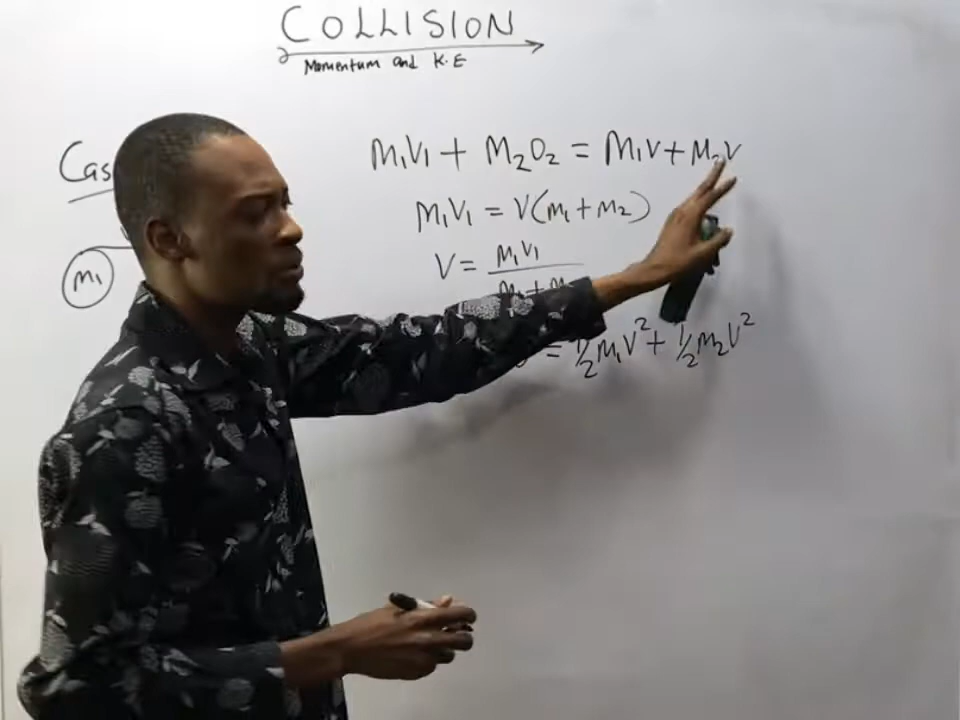 COLLISION
Momentum and K.E
M₁V₁ + M₂O₂ = M₁V + M₂V
M₁V₁ = V(m₁ + M₂)
m₁
V = M₁V₁
= ½M₁V² + ½M₂V²